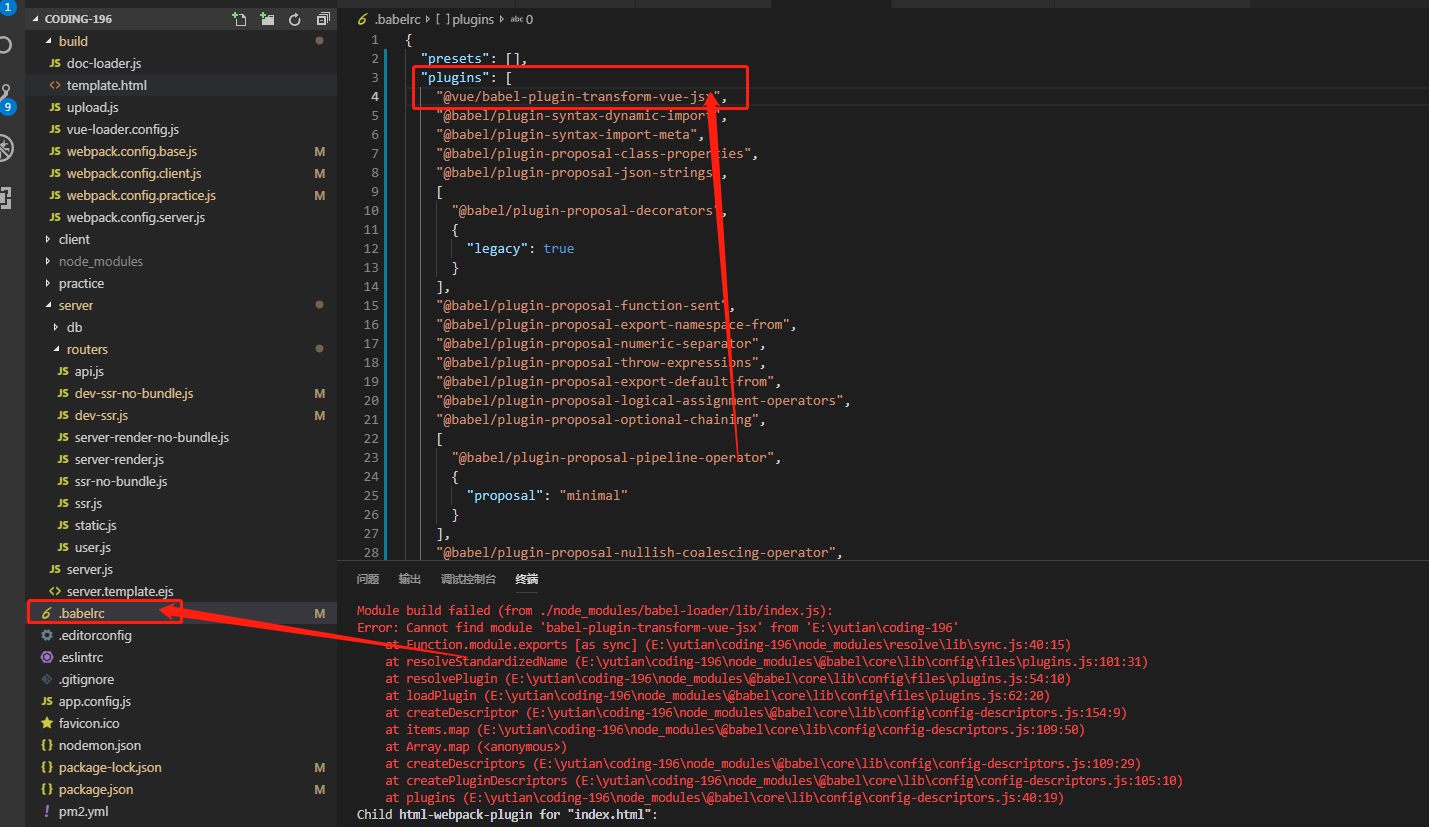 1
9
CODING-196
build
JS doc-loader.js
<> template.html
JS upload.js
JS vue-loader.config.js
JS webpack.config.base.js M
JS webpack.config.client.js M
JS webpack.config.practice.js M
JS webpack.config.server.js
client
node_modules
practice
server
db
routers
JS api.js
JS dev-ssr-no-bundle.js M
JS dev-ssr.js M
JS server-render-no-bundle.js
JS server-render.js
JS ssr-no-bundle.js
JS ssr.js
JS static.js
JS user.js
JS server.js
<> server.template.ejs
6 .babelrc M
.editorconfig
.eslintrc
.gitignore
JS app.config.js
favicon.ico
{} nodemon.json
{} package-lock.json M
{} package.json M
! pm2.yml
6 .babelrc [ ] plugins abc 0
1 {
2 "presets": [],
3 "plugins": [
4 "@vue/babel-plugin-transform-vue-jsx",
5 "@babel/plugin-syntax-dynamic-import",
6 "@babel/plugin-syntax-import-meta",
7 "@babel/plugin-proposal-class-properties",
8 "@babel/plugin-proposal-json-strings",
9 [
10 "@babel/plugin-proposal-decorators",
11 {
12 "legacy": true
13 }
14 ],
15 "@babel/plugin-proposal-function-sent",
16 "@babel/plugin-proposal-export-namespace-from",
17 "@babel/plugin-proposal-numeric-separator",
18 "@babel/plugin-proposal-throw-expressions",
19 "@babel/plugin-proposal-export-default-from",
20 "@babel/plugin-proposal-logical-assignment-operators",
21 "@babel/plugin-proposal-optional-chaining",
22 [
23 "@babel/plugin-proposal-pipeline-operator",
24 {
25 "proposal": "minimal"
26 }
27 ],
28 "@babel/plugin-proposal-nullish-coalescing-operator",
问题 输出 调试控制台 终端
Module build failed (from ./node_modules/babel-loader/lib/index.js):
Error: Cannot find module 'babel-plugin-transform-vue-jsx' from 'E:\yutian\coding-196'
at Function.module.exports [as sync] (E:\yutian\coding-196\node_modules\resolve\lib\sync.js:40:15)
at resolveStandardizedName (E:\yutian\coding-196\node_modules\@babel\core\lib\config\files\plugins.js:101:31)
at resolvePlugin (E:\yutian\coding-196\node_modules\@babel\core\lib\config\files\plugins.js:54:10)
at loadPlugin (E:\yutian\coding-196\node_modules\@babel\core\lib\config\files\plugins.js:62:20)
at createDescriptor (E:\yutian\coding-196\node_modules\@babel\core\lib\config\config-descriptors.js:154:9)
at items.map (E:\yutian\coding-196\node_modules\@babel\core\lib\config\config-descriptors.js:109:50)
at Array.map (<anonymous>)
at createDescriptors (E:\yutian\coding-196\node_modules\@babel\core\lib\config\config-descriptors.js:109:29)
at createPluginDescriptors (E:\yutian\coding-196\node_modules\@babel\core\lib\config\config-descriptors.js:105:10)
at plugins (E:\yutian\coding-196\node_modules\@babel\core\lib\config\config-descriptors.js:40:19)
Child html-webpack-plugin for "index.html":